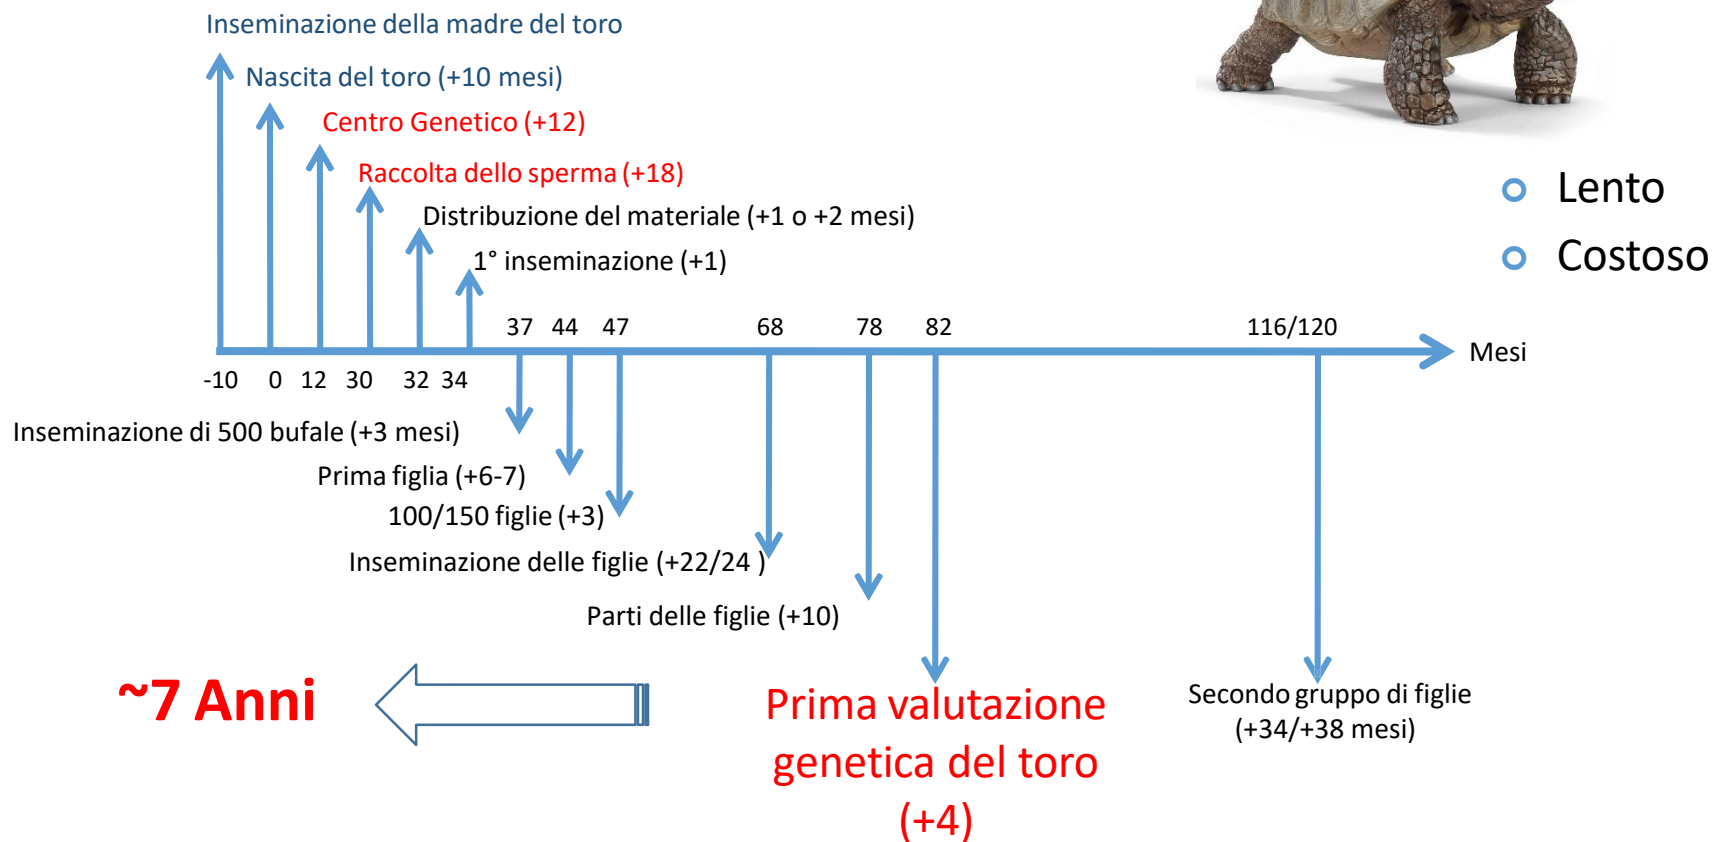 Inseminazione della madre del toro
Nascita del toro (+10 mesi)
Centro Genetico (+12)
Raccolta dello sperma (+18)
Distribuzione del materiale (+1 o +2 mesi)
1° inseminazione (+1)
Lento
Costoso
37 44 47 68 78 82 116/120
Mesi
-10 0 12 30 32 34
Inseminazione di 500 bufale (+3 mesi)
Prima figlia (+6-7)
100/150 figlie (+3)
Inseminazione delle figlie (+22/24 )
Parti delle figlie (+10)
~7 Anni
Prima valutazione
genetica del toro
(+4)
Secondo gruppo di figlie
(+34/+38 mesi)